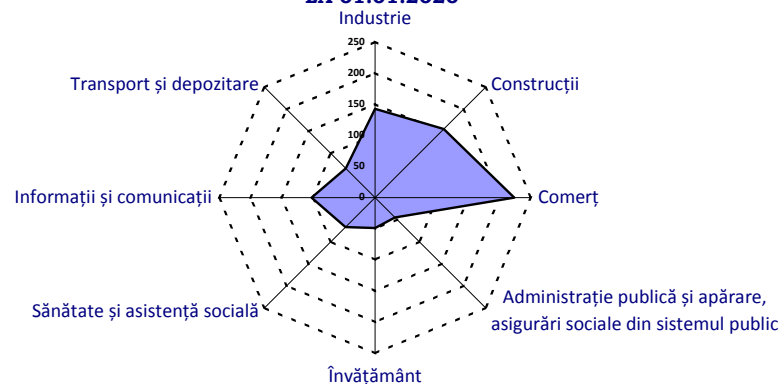 Industrie
250
200
Transport și depozitare
Construcții
150
100
50
Informații și comunicații
0
Comerț
Sănătate și asistență socială
Administrație publică și apărare,
asigurări sociale din sistemul public
Învățământ